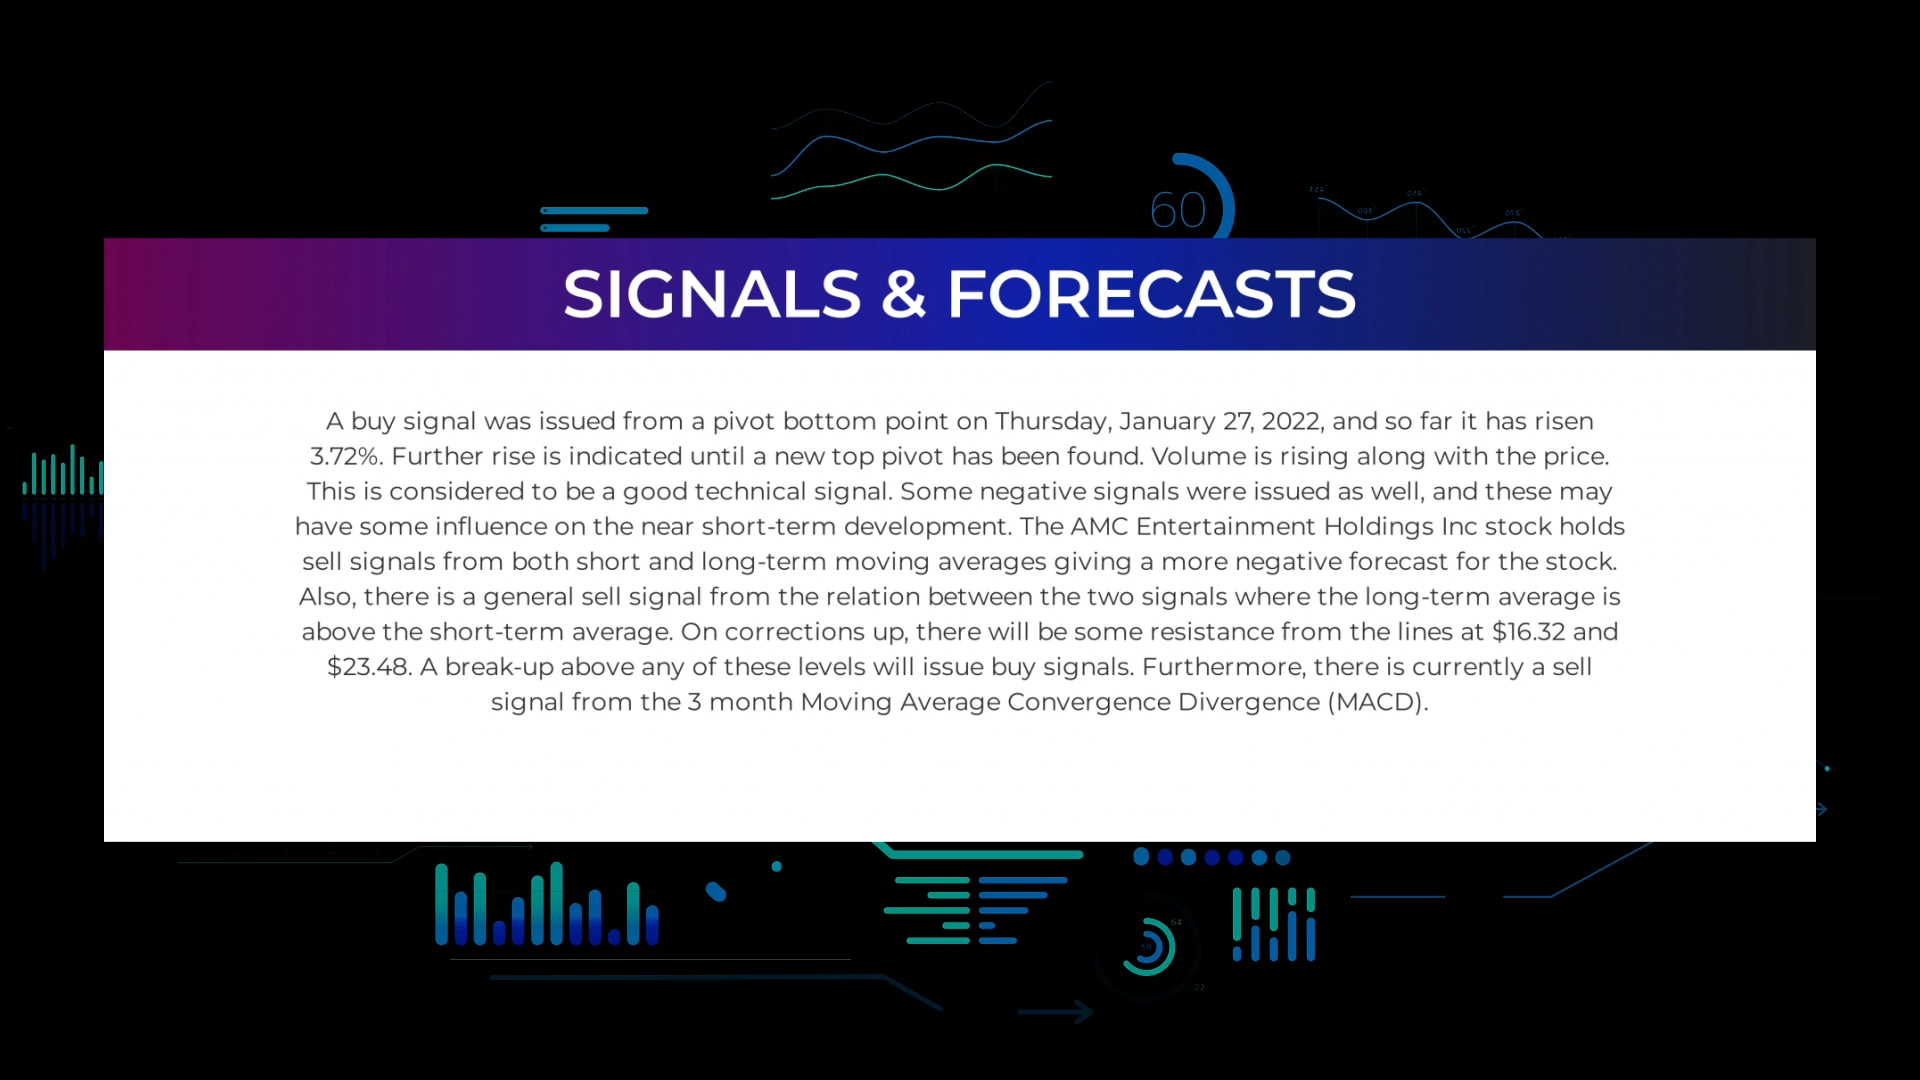 60
SIGNALS & FORECASTS
A buy signal was issued from a pivot bottom point on Thursday, January 27, 2022, and so far it has risen
3.72%. Further rise is indicated until a new top pivot has been found. Volume is rising along with the price.
This is considered to be a good technical signal. Some negative signals were issued as well, and these may
have some influence on the near short-term development. The AMC Entertainment Holdings Inc stock holds
sell signals from both short and long-term moving averages giving a more negative forecast for the stock.
Also, there is a general sell signal from the relation between the two signals where the long-term average is
above the short-term average. On corrections up, there will be some resistance from the lines at $16.32 and
$23.48. A break-up above any of these levels will issue buy signals. Furthermore, there is currently a sell
signal from the 3 month Moving Average Convergence Divergence (MACD).
64
72